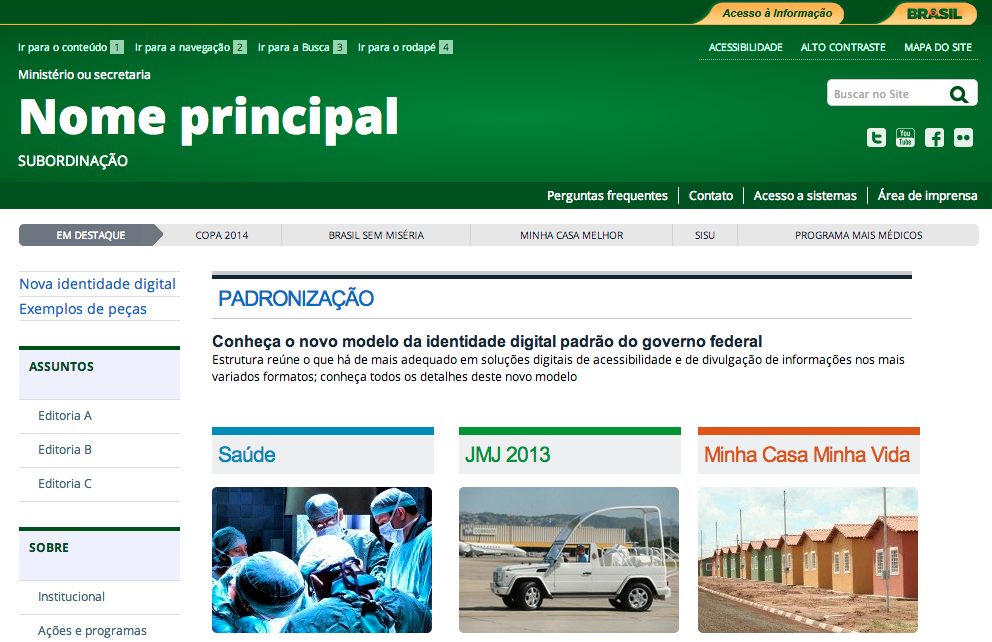 Acesso à Informação
BRASIL
Ir para o conteúdo 1 Ir para a navegação 2 Ir para a Busca 3 Ir para o rodapé 4
ACESSIBILIDADE ALTO CONTRASTE MAPA DO SITE
Ministério ou secretaria
Nome principal
SUBORDINAÇÃO
Buscar no Site
You
Tube
Perguntas frequentes Contato Acesso a sistemas Área de imprensa
EM DESTAQUE COPA 2014 BRASIL SEM MISÉRIA MINHA CASA MELHOR SISU PROGRAMA MAIS MÉDICOS
Nova identidade digital
Exemplos de peças
ASSUNTOS
Editoria A
Editoria B
Editoria C
SOBRE
Institucional
Ações e programas
PADRONIZAÇÃO
Conheça o novo modelo da identidade digital padrão do governo federal
Estrutura reúne o que há de mais adequado em soluções digitais de acessibilidade e de divulgação de informações nos mais
variados formatos; conheça todos os detalhes deste novo modelo
Saúde
JMJ 2013
Minha Casa Minha Vida